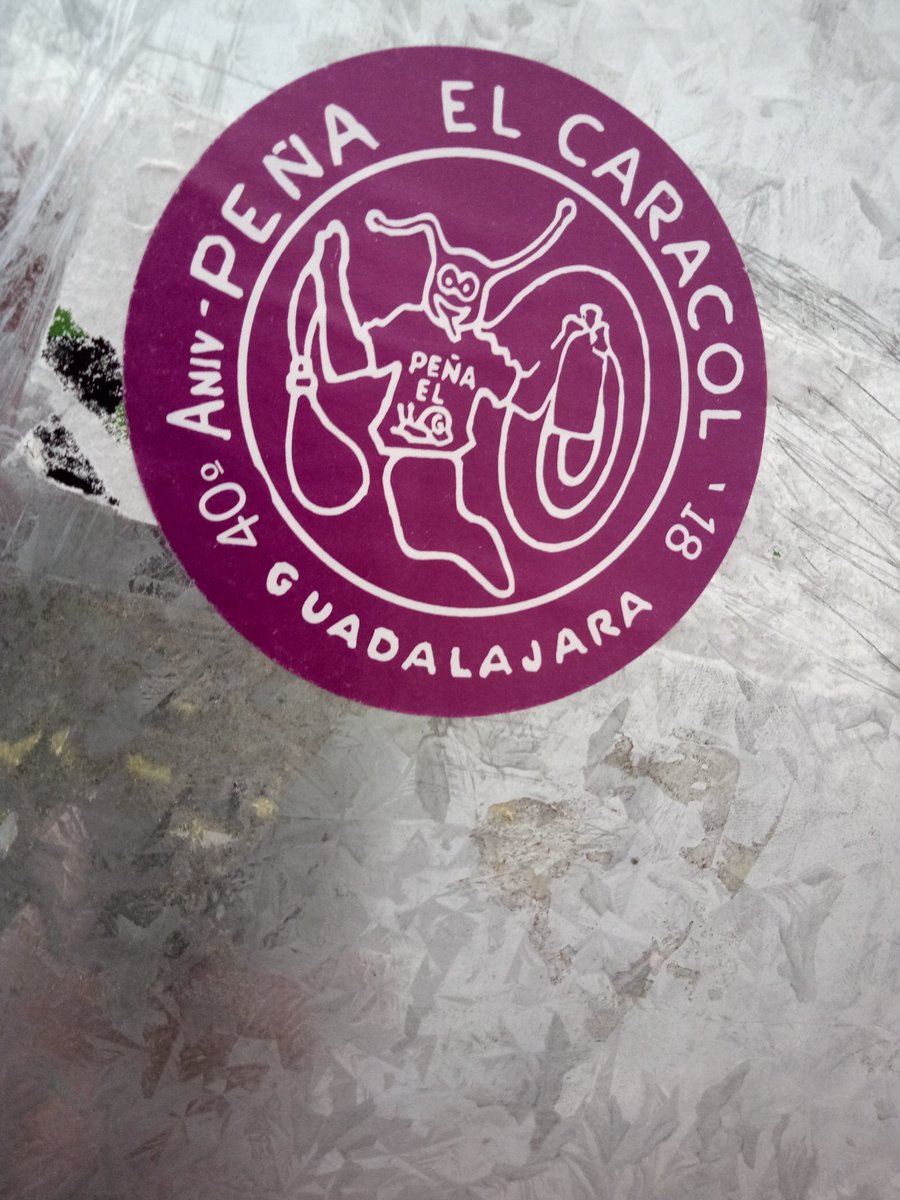 40º ANIV - PEÑA EL CARACOL '18
GUADALAJARA
PEÑA
EL
G